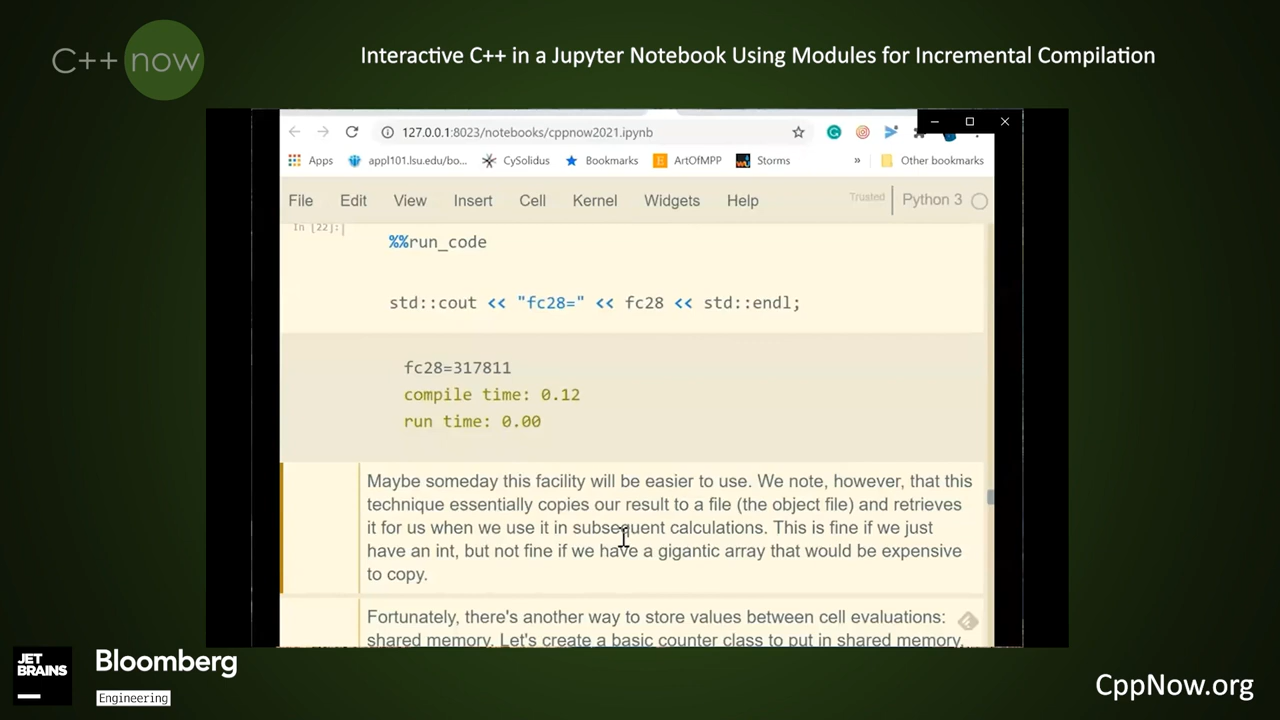 C++ now
Interactive C++ in a Jupyter Notebook Using Modules for Incremental Compilation
127.0.0.1:8023/notebooks/cppnow2021.ipynb
Apps
appl101.lsu.edu/bo...
CySolidus
Bookmarks
ArtOfMPP
Storms
»
Other bookmarks
File Edit View Insert Cell Kernel Widgets Help
Trusted
Python 3
In [22]:
%%run_code
std::cout << "fc28=" << fc28 << std::endl;
fc28=317811
compile time: 0.12
run time: 0.00
Maybe someday this facility will be easier to use. We note, however, that this
technique essentially copies our result to a file (the object file) and retrieves
it for us when we use it in subsequent calculations. This is fine if we just
have an int, but not fine if we have a gigantic array that would be expensive
to copy.
Fortunately, there's another way to store values between cell evaluations:
shared memory. Let's create a basic counter class to put in shared memory,
JET
BRAINS
Bloomberg
Engineering
CppNow.org